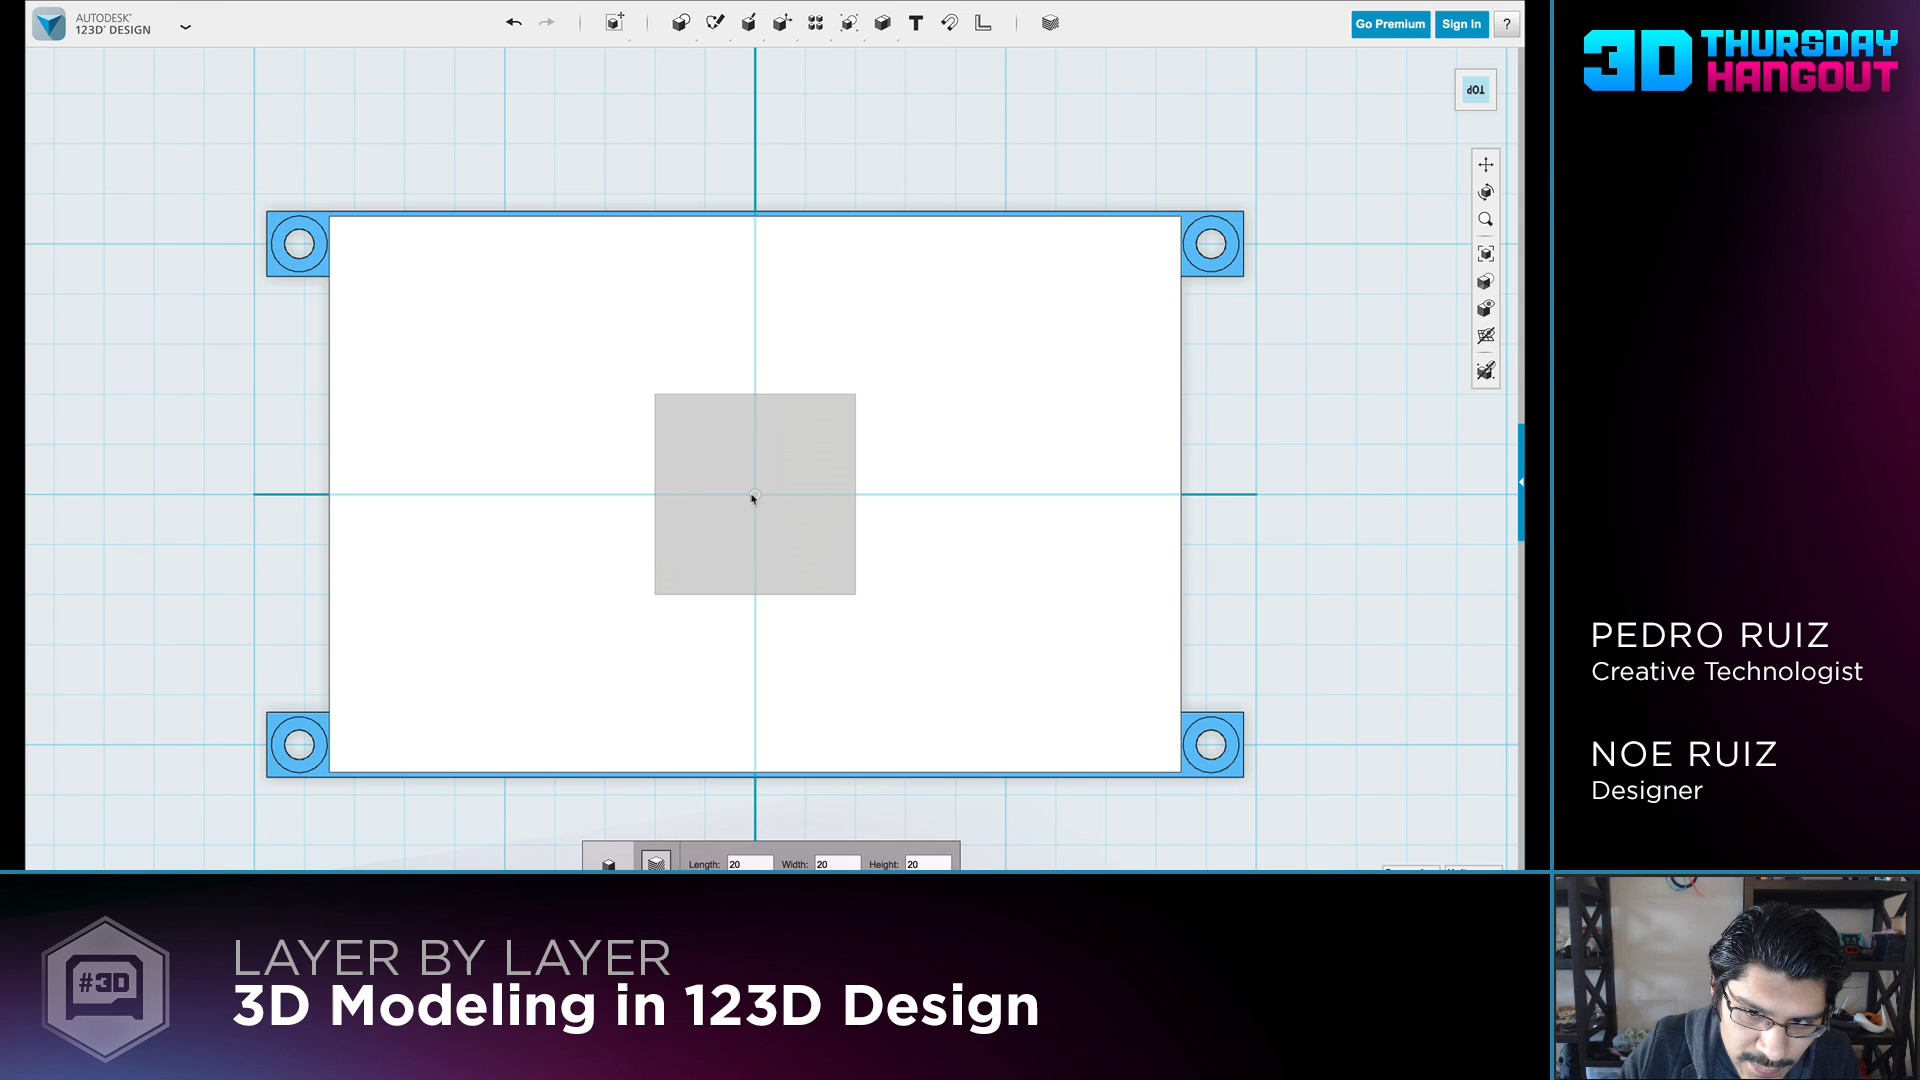 AUTODESK®
123D® DESIGN
Go Premium
Sign In
?
TOP
Length: 20 Width: 20 Height: 20
3D THURSDAY
HANGOUT
PEDRO RUIZ
Creative Technologist
NOE RUIZ
Designer
#3D
LAYER BY LAYER
3D Modeling in 123D Design